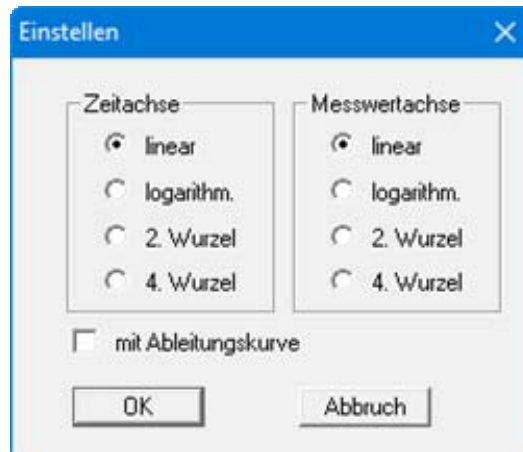 Einstellen
Zeitachse
linear
logarithm.
2. Wurzel
4. Wurzel
Messwertachse
linear
logarithm.
2. Wurzel
4. Wurzel
mit Ableitungskurve
OK
Abbruch